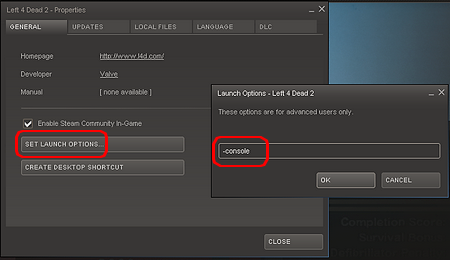 Left 4 Dead 2 - Properties
GENERAL UPDATES LOCAL FILES LANGUAGE DLC
Homepage http://www.l4d.com/
Developer Valve
Manual [ none available ]
Enable Steam Community In-Game
SET LAUNCH OPTIONS...
CREATE DESKTOP SHORTCUT
CLOSE
Launch Options - Left 4 Dead 2
These options are for advanced users only.
-console
OK CANCEL